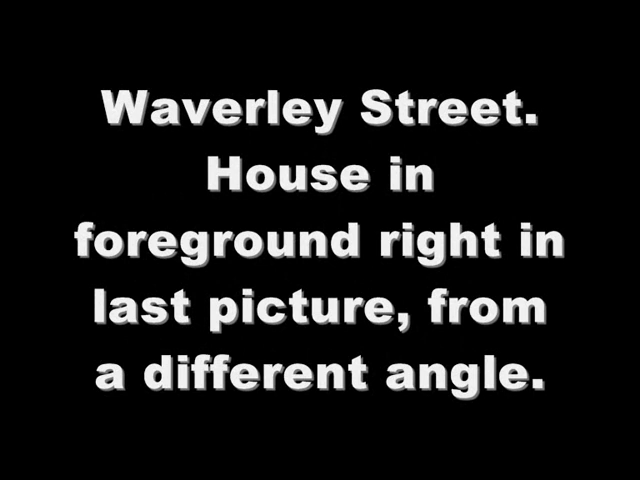 Waverley Street.
House in
foreground right in
last picture, from
a different angle.